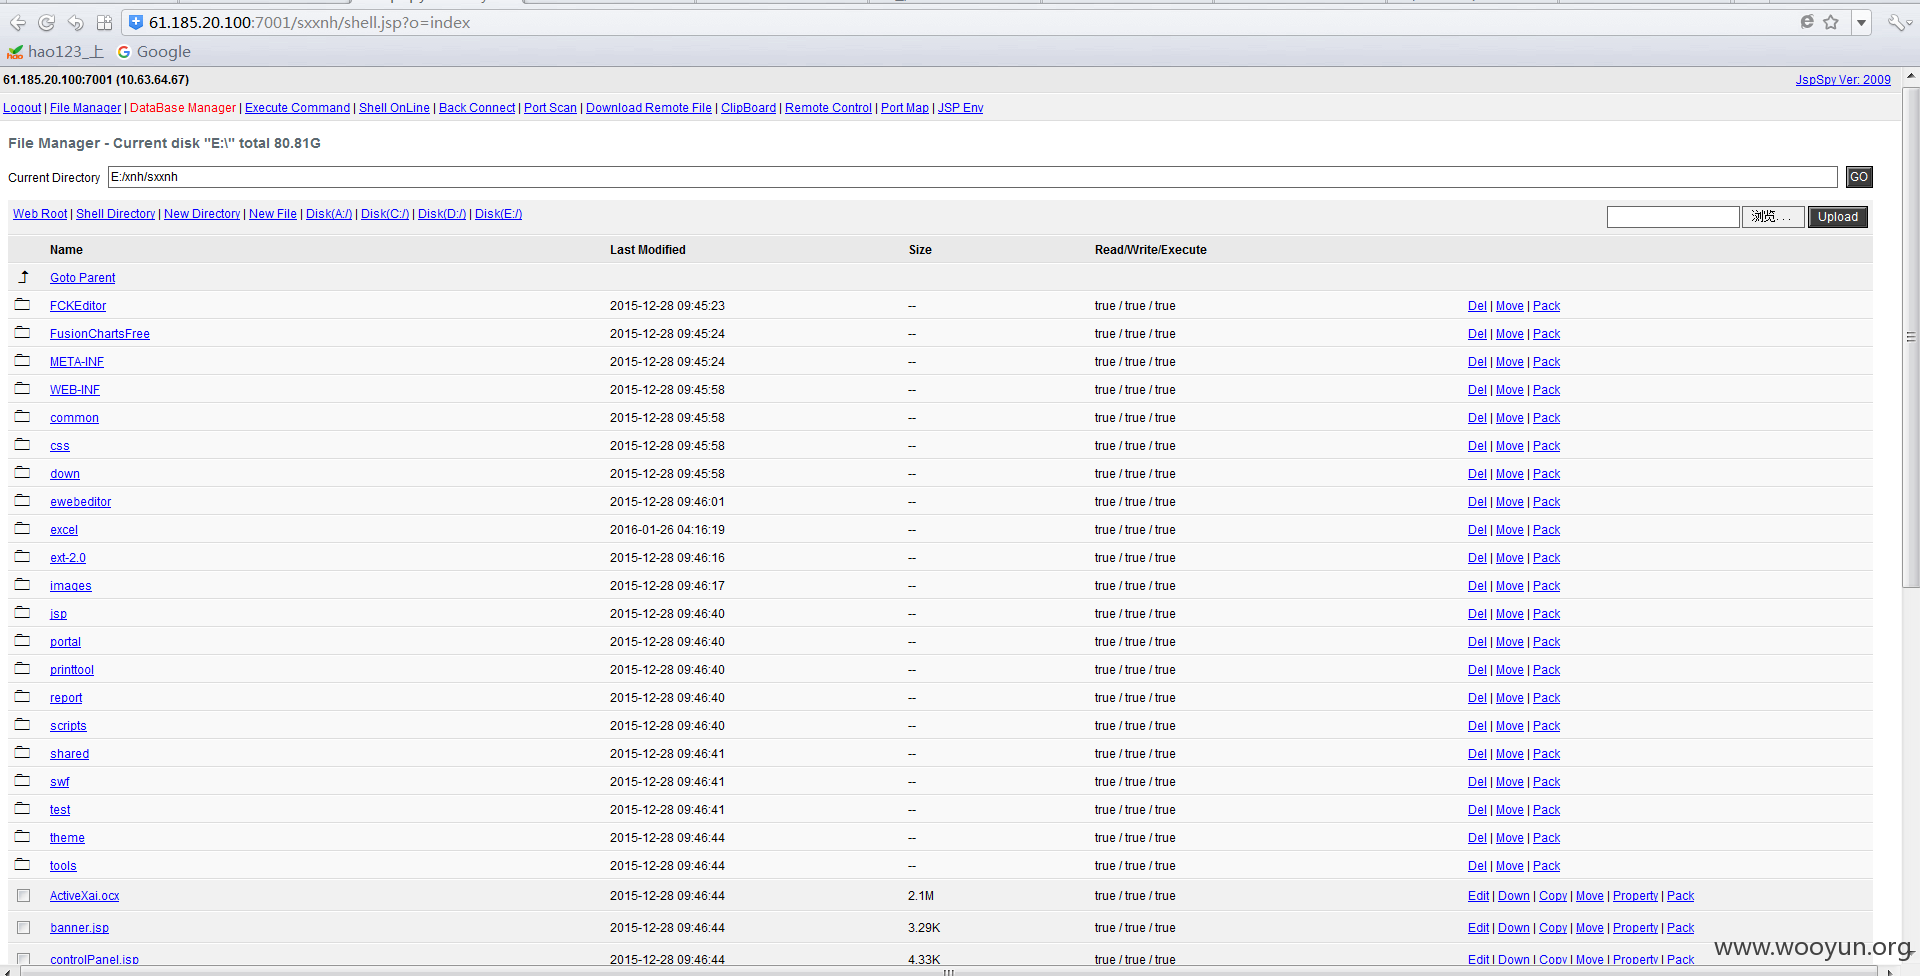 61.185.20.100:7001/sxxnh/shell.jsp?o=index
hao123_上 Google
61.185.20.100:7001 (10.63.64.67) JspSpy Ver: 2009
Logout | File Manager | DataBase Manager | Execute Command | Shell OnLine | Back Connect | Port Scan | Download Remote File | ClipBoard | Remote Control | Port Map | JSP Env
File Manager - Current disk "E:\" total 80.81G
Current Directory E:/xnh/sxxnh GO
Web Root | Shell Directory | New Directory | New File | Disk(A:/) | Disk(C:/) | Disk(D:/) | Disk(E:/) 浏览... Upload
Name Last Modified Size Read/Write/Execute
Goto Parent
FCKEditor 2015-12-28 09:45:23 -- true / true / true Del | Move | Pack
FusionChartsFree 2015-12-28 09:45:24 -- true / true / true Del | Move | Pack
META-INF 2015-12-28 09:45:24 -- true / true / true Del | Move | Pack
WEB-INF 2015-12-28 09:45:58 -- true / true / true Del | Move | Pack
common 2015-12-28 09:45:58 -- true / true / true Del | Move | Pack
css 2015-12-28 09:45:58 -- true / true / true Del | Move | Pack
down 2015-12-28 09:45:58 -- true / true / true Del | Move | Pack
ewebeditor 2015-12-28 09:46:01 -- true / true / true Del | Move | Pack
excel 2016-01-26 04:16:19 -- true / true / true Del | Move | Pack
ext-2.0 2015-12-28 09:46:16 -- true / true / true Del | Move | Pack
images 2015-12-28 09:46:17 -- true / true / true Del | Move | Pack
jsp 2015-12-28 09:46:40 -- true / true / true Del | Move | Pack
portal 2015-12-28 09:46:40 -- true / true / true Del | Move | Pack
printtool 2015-12-28 09:46:40 -- true / true / true Del | Move | Pack
report 2015-12-28 09:46:40 -- true / true / true Del | Move | Pack
scripts 2015-12-28 09:46:40 -- true / true / true Del | Move | Pack
shared 2015-12-28 09:46:41 -- true / true / true Del | Move | Pack
swf 2015-12-28 09:46:41 -- true / true / true Del | Move | Pack
test 2015-12-28 09:46:41 -- true / true / true Del | Move | Pack
theme 2015-12-28 09:46:44 -- true / true / true Del | Move | Pack
tools 2015-12-28 09:46:44 -- true / true / true Del | Move | Pack
ActiveXai.ocx 2015-12-28 09:46:44 2.1M true / true / true Edit | Down | Copy | Move | Property | Pack
banner.jsp 2015-12-28 09:46:44 3.29K true / true / true Edit | Down | Copy | Move | Property | Pack
controlPanel.jsp 2015-12-28 09:46:44 4.33K true / true / true Edit | Down | Copy | Move | Property | Pack
www.wooyun.org